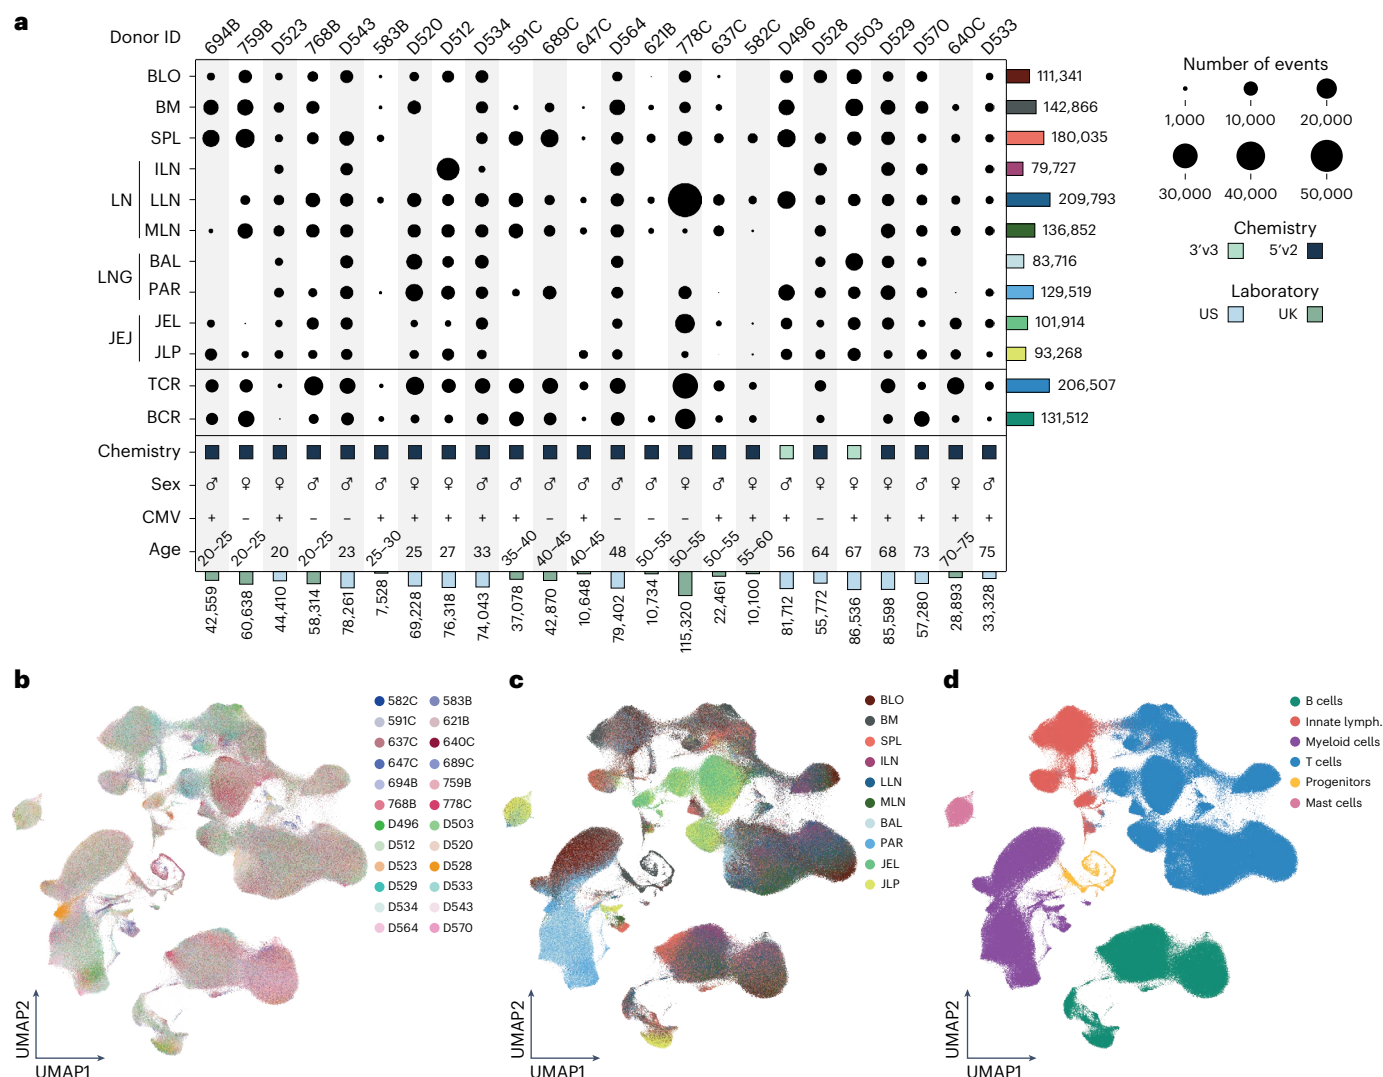 a
Donor ID 694B 759B D523 768B D543 583B D520 D512 D534 591C 689C 647C D564 621B 778C 637C 582C D496 D528 D503 D529 D570 640C D533
BLO 111,341
BM 142,866
SPL 180,035
ILN 79,727
LN LLN 209,793
MLN 136,852
BAL 83,716
LNG
PAR 129,519
JEL 101,914
JEJ
JLP 93,268
TCR 206,507
BCR 131,512
Chemistry
Sex ♂ ♀ ♀ ♂ ♂ ♂ ♀ ♀ ♂ ♂ ♂ ♂ ♂ ♂ ♀ ♂ ♀ ♂ ♀ ♀ ♀ ♂ ♀ ♂
CMV + – + – – + + + + + – + – – – + + + – + + + + +
Age 20–25 20–25 20 20–25 23 25–30 25 27 33 35–40 40–45 40–45 48 50–55 50–55 50–55 55–60 56 64 67 68 73 70–75 75
42,559 60,638 44,410 58,314 78,261 7,528 69,228 76,318 74,043 37,078 42,870 10,648 79,402 10,734 115,320 22,461 10,100 81,712 55,772 86,536 85,598 57,280 28,893 33,328
Number of events
1,000 10,000 20,000
30,000 40,000 50,000
Chemistry
3′v3 5′v2
Laboratory
US UK
b
582C 583B
591C 621B
637C 640C
647C 689C
694B 759B
768B 778C
D496 D503
D512 D520
D523 D528
D529 D533
D534 D543
D564 D570
UMAP2
UMAP1
c
BLO
BM
SPL
ILN
LLN
MLN
BAL
PAR
JEL
JLP
UMAP2
UMAP1
d
B cells
Innate lymph.
Myeloid cells
T cells
Progenitors
Mast cells
UMAP2
UMAP1